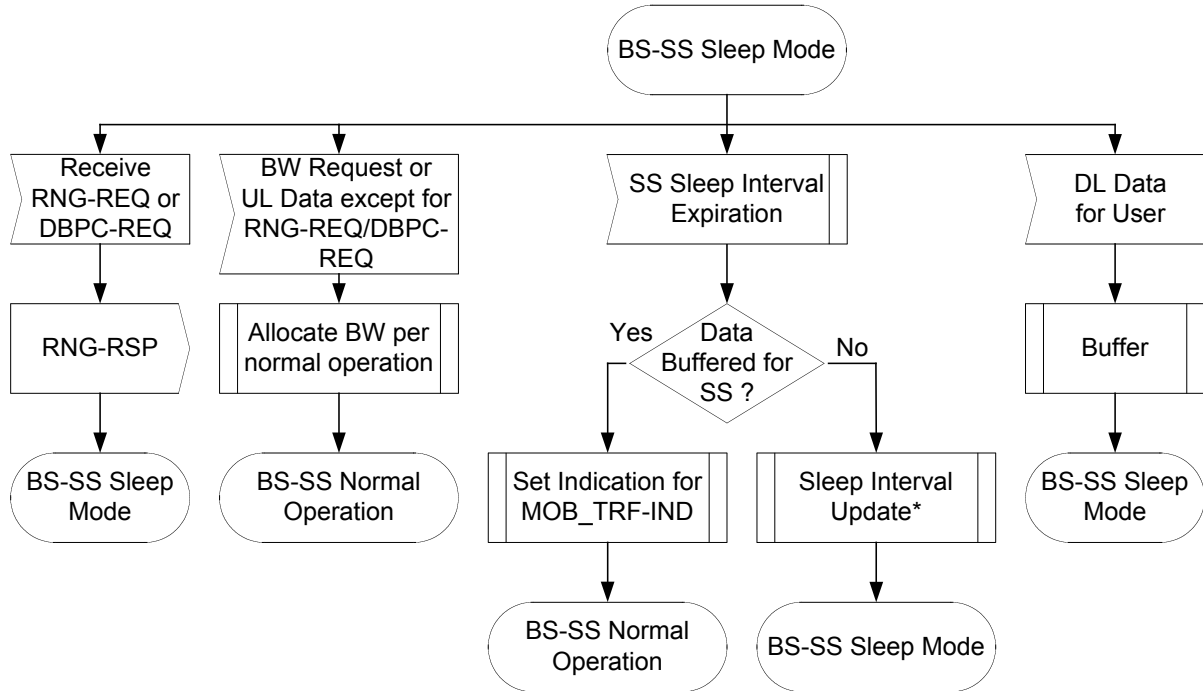 BS-SS Sleep Mode
Receive
RNG-REQ or
DBPC-REQ
BW Request or
UL Data except for
RNG-REQ/DBPC-
REQ
SS Sleep Interval
Expiration
DL Data
for User
RNG-RSP
Allocate BW per
normal operation
Yes
Data
Buffered for
SS ?
No
Buffer
BS-SS Sleep
Mode
BS-SS Normal
Operation
Set Indication for
MOB_TRF-IND
Sleep Interval
Update*
BS-SS Sleep
Mode
BS-SS Normal
Operation
BS-SS Sleep Mode